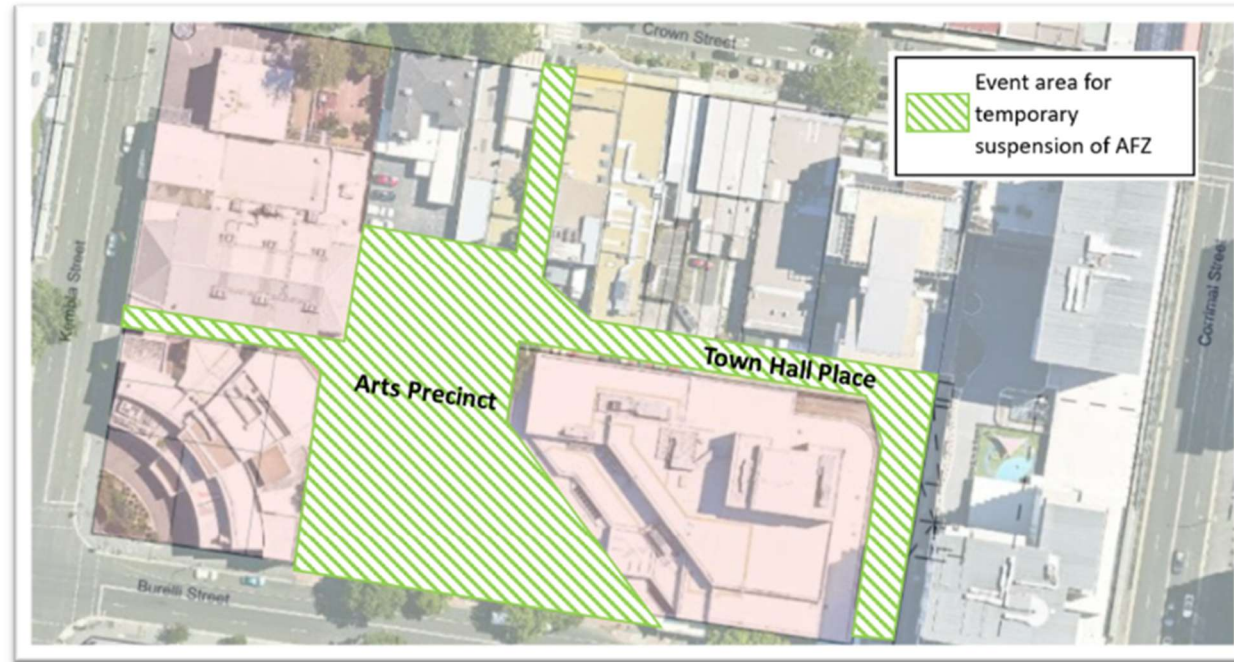 Crown Street
Event area for
temporary
suspension of AFZ
Kembla Street
Corrimal Street
Town Hall Place
Arts Precinct
Burelli Street